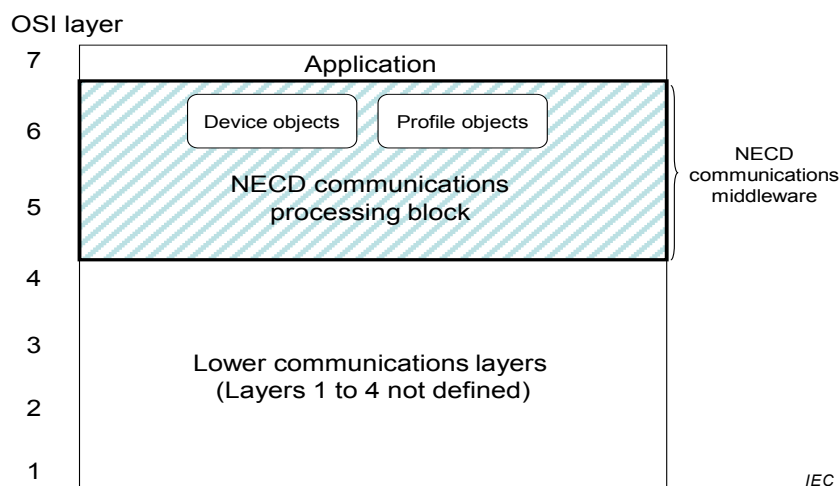 OSI layer
7
Application
6
Device objects
Profile objects
NECD communications
processing block
5
NECD
communications
middleware
4
3
Lower communications layers
(Layers 1 to 4 not defined)
2
1
IEC